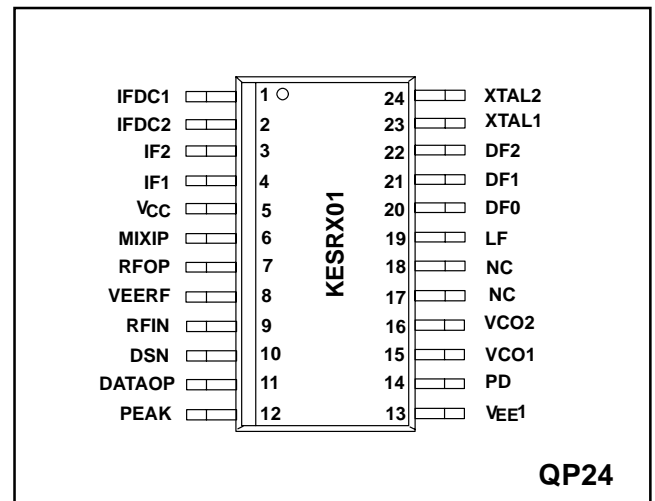 IFDC1 1 24 XTAL2
IFDC2 2 23 XTAL1
IF2 3 22 DF2
IF1 4 21 DF1
VCC 5 20 DF0
MIXIP 6 19 LF
RFOP 7 18 NC
VEERF 8 17 NC
RFIN 9 16 VCO2
DSN 10 15 VCO1
DATAOP 11 14 PD
PEAK 12 13 VEE1
KESRX01
QP24